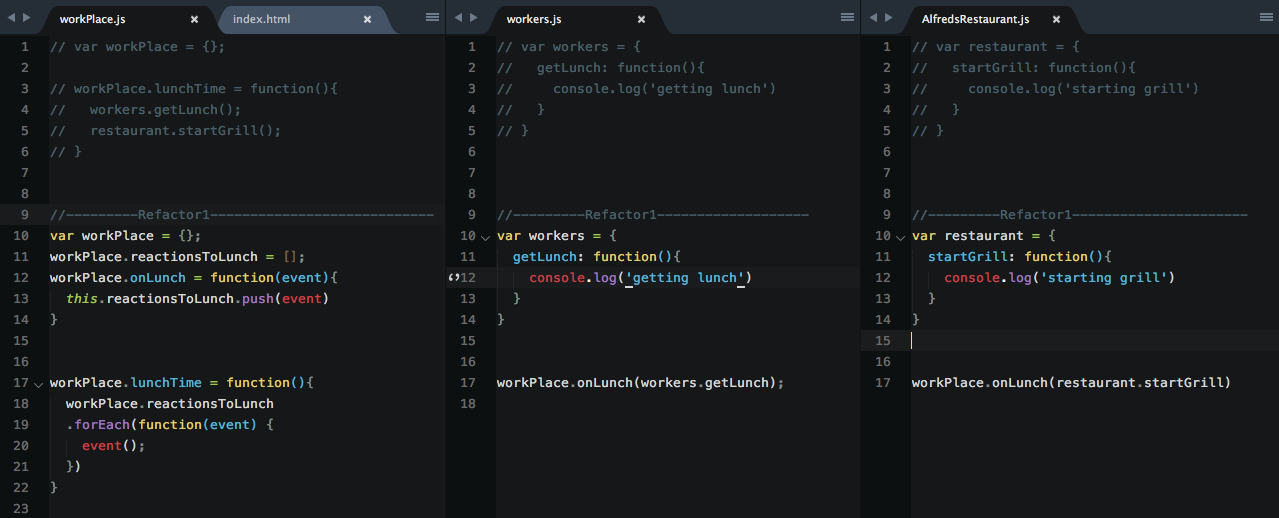 workPlace.js
index.html
1 // var workPlace = {};
2
3 // workPlace.lunchTime = function(){
4 //   workers.getLunch();
5 //   restaurant.startGrill();
6 // }
7
8
9 //---------Refactor1----------------------------
10 var workPlace = {};
11 workPlace.reactionsToLunch = [];
12 workPlace.onLunch = function(event){
13   this.reactionsToLunch.push(event)
14 }
15
16
17 workPlace.lunchTime = function(){
18   workPlace.reactionsToLunch
19   .forEach(function(event) {
20     event();
21   })
22 }
23
workers.js
1 // var workers = {
2 //   getLunch: function(){
3 //     console.log('getting lunch')
4 //   }
5 // }
6
7
8
9 //---------Refactor1-------------------
10 var workers = {
11   getLunch: function(){
12     console.log('getting lunch')
13   }
14 }
15
16
17 workPlace.onLunch(workers.getLunch);
18
AlfredsRestaurant.js
1 // var restaurant = {
2 //   startGrill: function(){
3 //     console.log('starting grill')
4 //   }
5 // }
6
7
8
9 //---------Refactor1----------------------
10 var restaurant = {
11   startGrill: function(){
12     console.log('starting grill')
13   }
14 }
15
16
17 workPlace.onLunch(restaurant.startGrill)